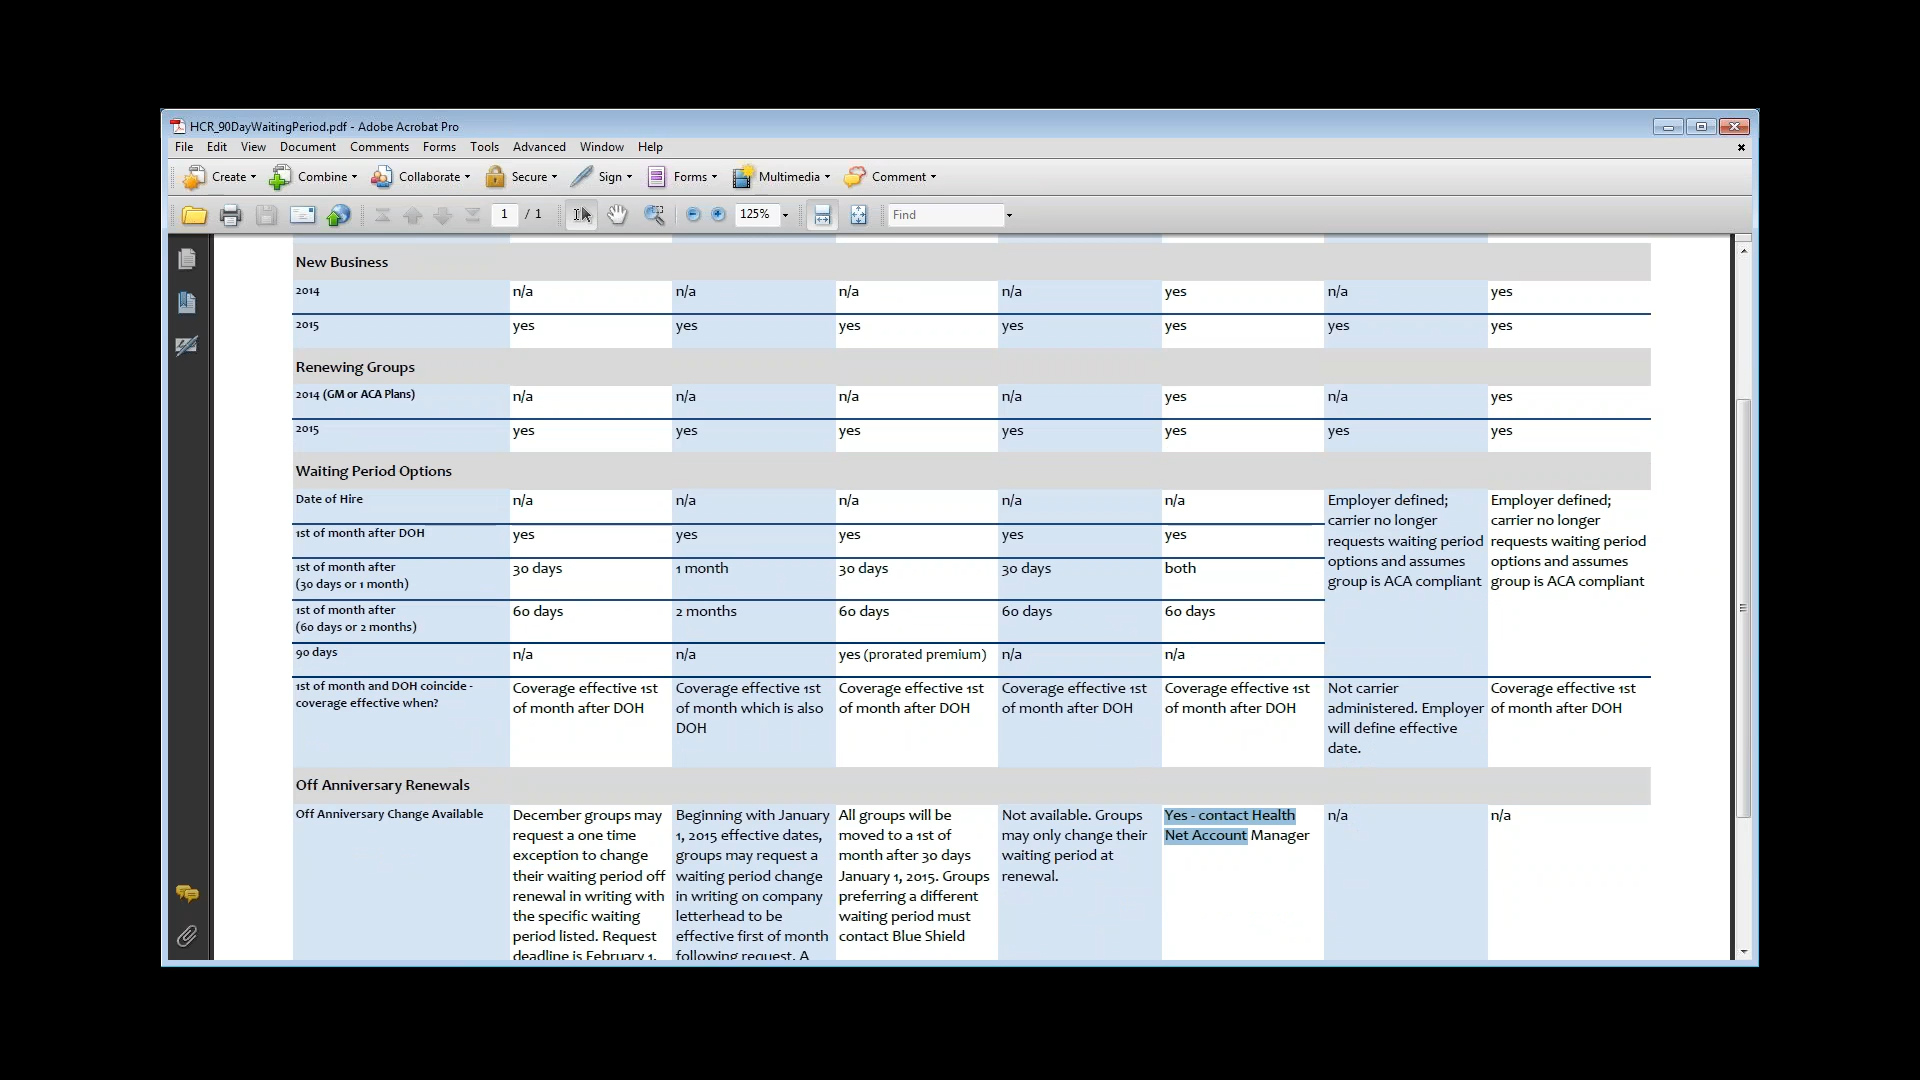 HCR_90DayWaitingPeriod.pdf - Adobe Acrobat Pro
File Edit View Document Comments Forms Tools Advanced Window Help
Create Combine Collaborate Secure Sign Forms Multimedia Comment
1 / 1 125% Find
New Business
2014 n/a n/a n/a n/a yes n/a yes
2015 yes yes yes yes yes yes yes
Renewing Groups
2014 (GM or ACA Plans) n/a n/a n/a n/a yes n/a yes
2015 yes yes yes yes yes yes yes
Waiting Period Options
Date of Hire n/a n/a n/a n/a n/a
Employer defined;
carrier no longer
requests waiting period
options and assumes
group is ACA compliant
Employer defined;
carrier no longer
requests waiting period
options and assumes
group is ACA compliant
1st of month after DOH yes yes yes yes yes
1st of month after
(30 days or 1 month)
30 days 1 month 30 days 30 days both
1st of month after
(60 days or 2 months)
60 days 2 months 60 days 60 days 60 days
90 days n/a n/a yes (prorated premium) n/a n/a
1st of month and DOH coincide -
coverage effective when?
Coverage effective 1st
of month after DOH
Coverage effective 1st
of month which is also
DOH
Coverage effective 1st
of month after DOH
Coverage effective 1st
of month after DOH
Coverage effective 1st
of month after DOH
Not carrier
administered. Employer
will define effective
date.
Coverage effective 1st
of month after DOH
Off Anniversary Renewals
Off Anniversary Change Available
December groups may
request a one time
exception to change
their waiting period off
renewal in writing with
the specific waiting
period listed. Request
deadline is February 1.
Beginning with January
1, 2015 effective dates,
groups may request a
waiting period change
in writing on company
letterhead to be
effective first of month
following request. A
All groups will be
moved to a 1st of
month after 30 days
January 1, 2015. Groups
preferring a different
waiting period must
contact Blue Shield
Not available. Groups
may only change their
waiting period at
renewal.
Yes - contact Health
Net Account Manager
n/a
n/a